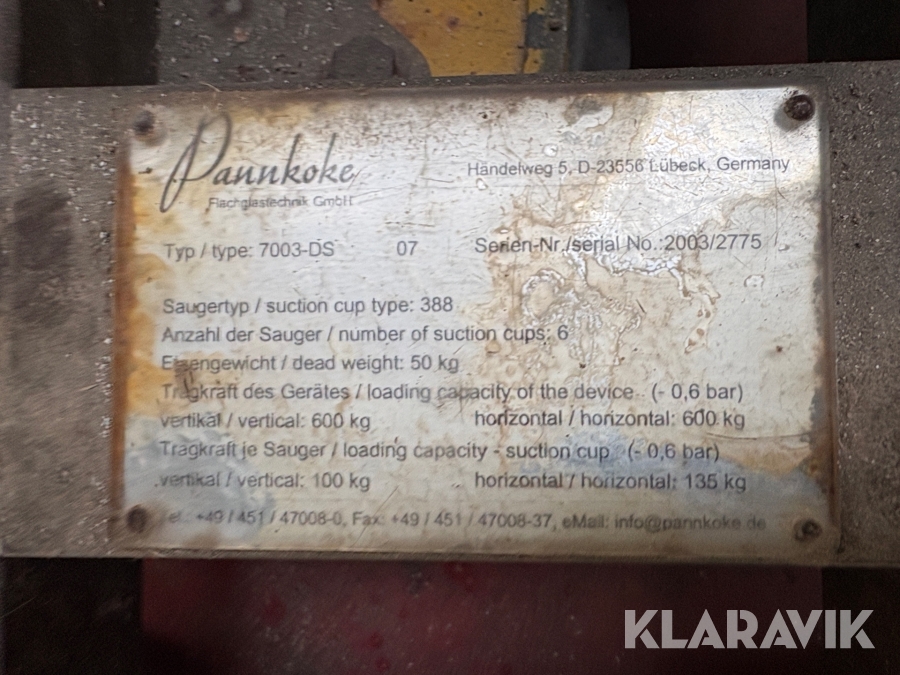 Pannkoke
Flachglastechnik GmbH
Händelweg 5, D-23556 Lübeck, Germany
Typ / type: 7003-DS 07 Serien-Nr./serial No.:2003/2775
Saugertyp / suction cup type: 388
Anzahl der Sauger / number of suction cups: 6
Eigengewicht / dead weight: 50 kg
Tragkraft des Gerätes / loading capacity of the device (- 0,6 bar)
vertikal / vertical: 600 kg horizontal / horizontal: 600 kg
Tragkraft je Sauger / loading capacity - suction cup (- 0,6 bar)
vertikal / vertical: 100 kg horizontal / horizontal: 135 kg
Tel.: +49 / 451 / 47008-0, Fax: +49 / 451 / 47008-37, eMail: info@pannkoke.de
KLARAVIK